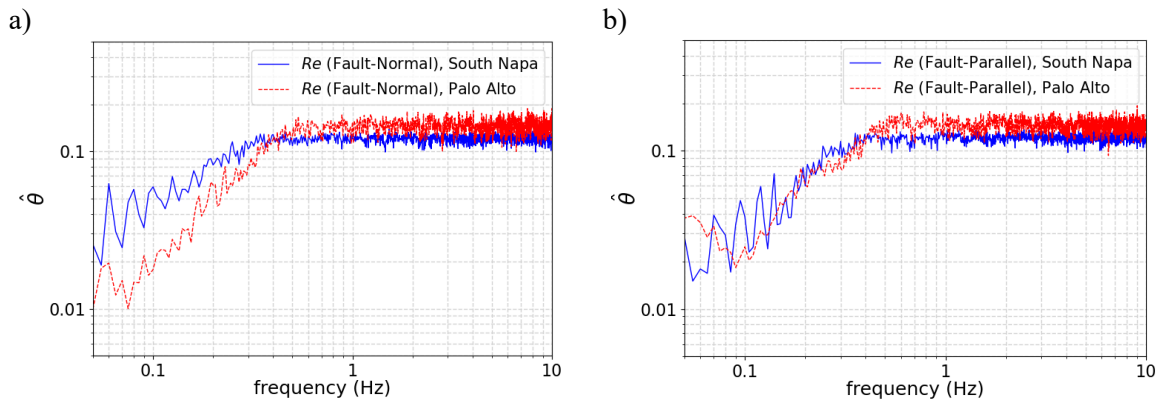 a)
Re (Fault-Normal), South Napa
Re (Fault-Normal), Palo Alto
0.1
0.01
θ̂
0.1
1
10
frequency (Hz)
b)
Re (Fault-Parallel), South Napa
Re (Fault-Parallel), Palo Alto
0.1
0.01
θ̂
0.1
1
10
frequency (Hz)